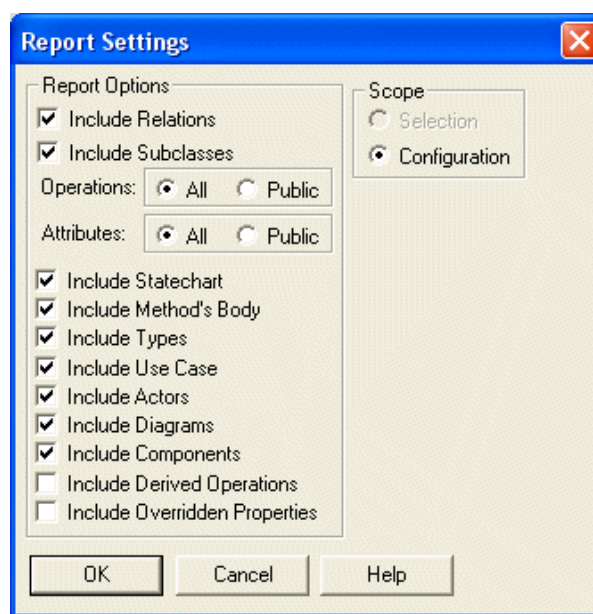 Report Settings
Report Options
Include Relations
Include Subclasses
Operations: All Public
Attributes: All Public
Include Statechart
Include Method's Body
Include Types
Include Use Case
Include Actors
Include Diagrams
Include Components
Include Derived Operations
Include Overridden Properties
Scope
Selection
Configuration
OK Cancel Help